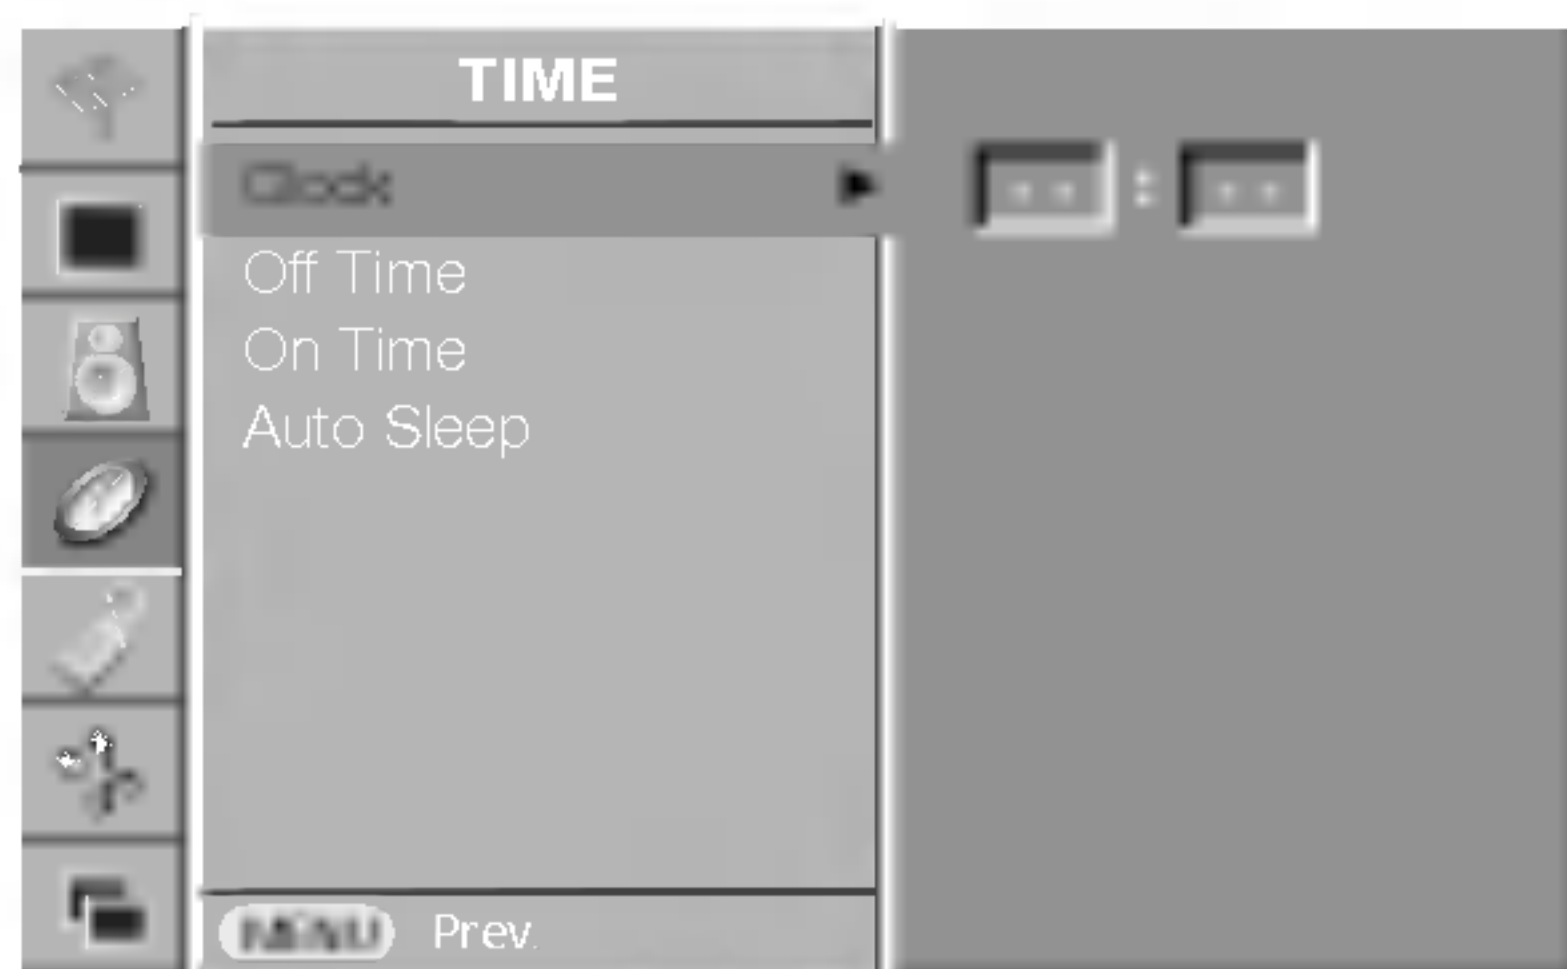 TIME
Clock ▶ -- : --
Off Time
On Time
Auto Sleep
MENU Prev.